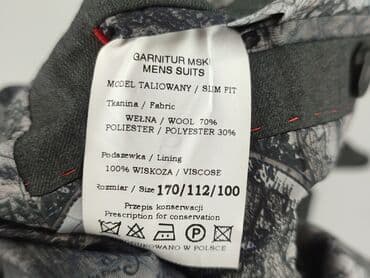 GARNITUR MSKI
MENS SUITS
MODEL TALIOWANY / SLIM FIT
Tkanina / Fabric
WEŁNA / WOOL 70%
POLIESTER / POLYESTER 30%
Podszewka / Lining
100% WISKOZA / VISCOSE
Rozmiar / Size 170/112/100
Przepis konserwacji
Prescription for conservation
W POLSCE